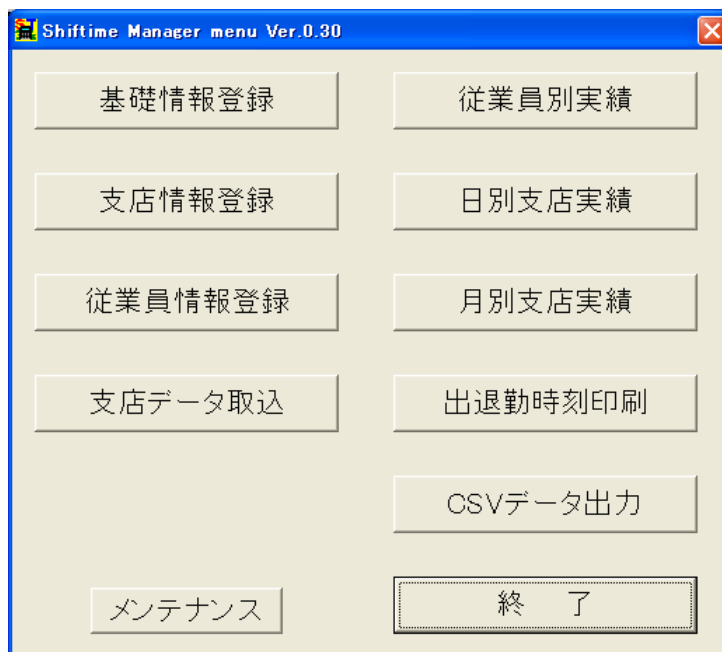 Shiftime Manager menu Ver.0.30
基礎情報登録
従業員別実績
支店情報登録
日別支店実績
従業員情報登録
月別支店実績
支店データ取込
出退勤時刻印刷
CSVデータ出力
メンテナンス
終　了